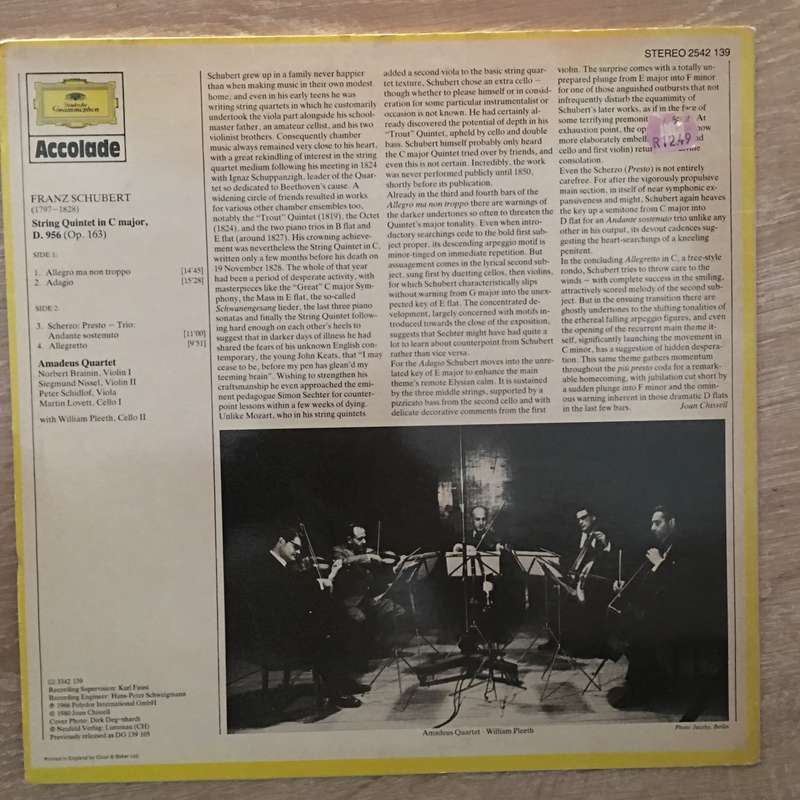 STEREO 2542 139
Deutsche
Grammophon
Accolade
FRANZ SCHUBERT
(1797–1828)
String Quintet in C major,
D. 956 (Op. 163)
SIDE 1:
1. Allegro ma non troppo [14'45]
2. Adagio [15'28]
SIDE 2:
3. Scherzo: Presto – Trio:
Andante sostenuto [11'00]
4. Allegretto [9'51]
Amadeus Quartet
Norbert Brainin, Violin I
Siegmund Nissel, Violin II
Peter Schidlof, Viola
Martin Lovett, Cello I
with William Pleeth, Cello II
Schubert grew up in a family never happier
than when making music in their own modest
home, and even in his early teens he was
writing string quartets in which he customarily
undertook the viola part alongside his school-
master father, an amateur cellist, and his two
violinist brothers. Consequently chamber
music always remained very close to his heart,
with a great rekindling of interest in the string
quartet medium following his meeting in 1824
with Ignaz Schuppanzigh, leader of the Quar-
tet so dedicated to Beethoven's cause. A
widening circle of friends resulted in works
for various other chamber ensembles too,
notably the "Trout" Quintet (1819), the Octet
(1824), and the two piano trios in B flat and
E flat (around 1827). His crowning achieve-
ment was nevertheless the String Quintet in C,
written only a few months before his death on
19 November 1828. The whole of that year
had been a period of desperate activity, with
masterpieces like the "Great" C major Sym-
phony, the Mass in E flat, the so-called
Schwanengesang lieder, the last three piano
sonatas and finally the String Quintet follow-
ing hard enough on each other's heels to
suggest that in darker days of illness he had
shared the fears of his unknown English con-
temporary, the young John Keats, that "I may
cease to be, before my pen has glean'd my
teeming brain". Wishing to strengthen his
craftsmanship he even approached the emi-
nent pedagogue Simon Sechter for counter-
point lessons within a few weeks of dying.
Unlike Mozart, who in his string quintets
added a second viola to the basic string quar-
tet texture, Schubert chose an extra cello –
though whether to please himself or in consid-
eration for some particular instrumentalist or
occasion is not known. He had certainly al-
ready discovered the potential of depth in his
"Trout" Quintet, upheld by cello and double
bass. Schubert himself probably only heard
the C major Quintet tried over by friends, and
even this is not certain. Incredibly, the work
was never performed publicly until 1850,
shortly before its publication.
Already in the third and fourth bars of the
Allegro ma non troppo there are warnings of
the darker undertones so often to threaten the
Quintet's major tonality. Even when intro-
ductory searchings cede to the bold first sub-
ject proper, its descending arpeggio motif is
minor-tinged on immediate repetition. But
assuagement comes in the lyrical second sub-
ject, sung first by duetting cellos, then violins,
for which Schubert characteristically slips
without warning from G major into the unex-
pected key of E flat. The concentrated de-
velopment, largely concerned with motifs in-
troduced towards the close of the exposition,
suggests that Sechter might have had quite a
lot to learn about counterpoint from Schubert
rather than vice versa.
For the Adagio Schubert moves into the unre-
lated key of E major to enhance the main
theme's remote Elysian calm. It is sustained
by the three middle strings, supported by a
pizzicato bass from the second cello and with
delicate decorative comments from the first
violin. The surprise comes with a totally un-
prepared plunge from E major into F minor
for one of those anguished outbursts that not
infrequently disturb the equanimity of
Schubert's later works, as if in the face of
some terrifying At
exhaustion point, the
more elaborately
cello and first violin)
consolation.
R1249
Even the Scherzo (Presto) is not entirely
carefree. For after the vigorously propulsive
main section, in itself of near symphonic ex-
pansiveness and might, Schubert again heaves
the key up a semitone from C major into
D flat for an Andante sostenuto trio unlike any
other in its point, its devout cadences sug-
gesting the heart-searchings of a kneeling
penitent.
In the concluding Allegretto in C, a free-style
rondo, Schubert tries to throw care to the
winds – with complete success in the smiling,
attractively scored melody of the second sub-
ject. But in the ensuing transition there are
ghostly undertones to the shifting tonalities of
the ethereal falling arpeggio figures, and even
the opening of the recurrent main theme it-
self, significantly launching the movement in
C minor, has a suggestion of hidden despera-
tion. This same theme gathers momentum
throughout the più presto coda for a remark-
able homecoming, with jubilation cut short by
a sudden plunge into F minor and the omin-
ous warning inherent in those dramatic D flats
in the last few bars.
Joan Chissell
3342 139
Recording Supervision: Karl Faust
Recording Engineer: Hans-Peter Schweigmann
℗ 1966 Polydor International GmbH
© 1980 Joan Chissell
Cover Photo: Dirk Degenhardt
© Neufeld Verlag: Lustenau (CH)
Previously released as DG 139 105
Printed in England by
Amadeus Quartet · William Pleeth
Photo Jacoby, Berlin